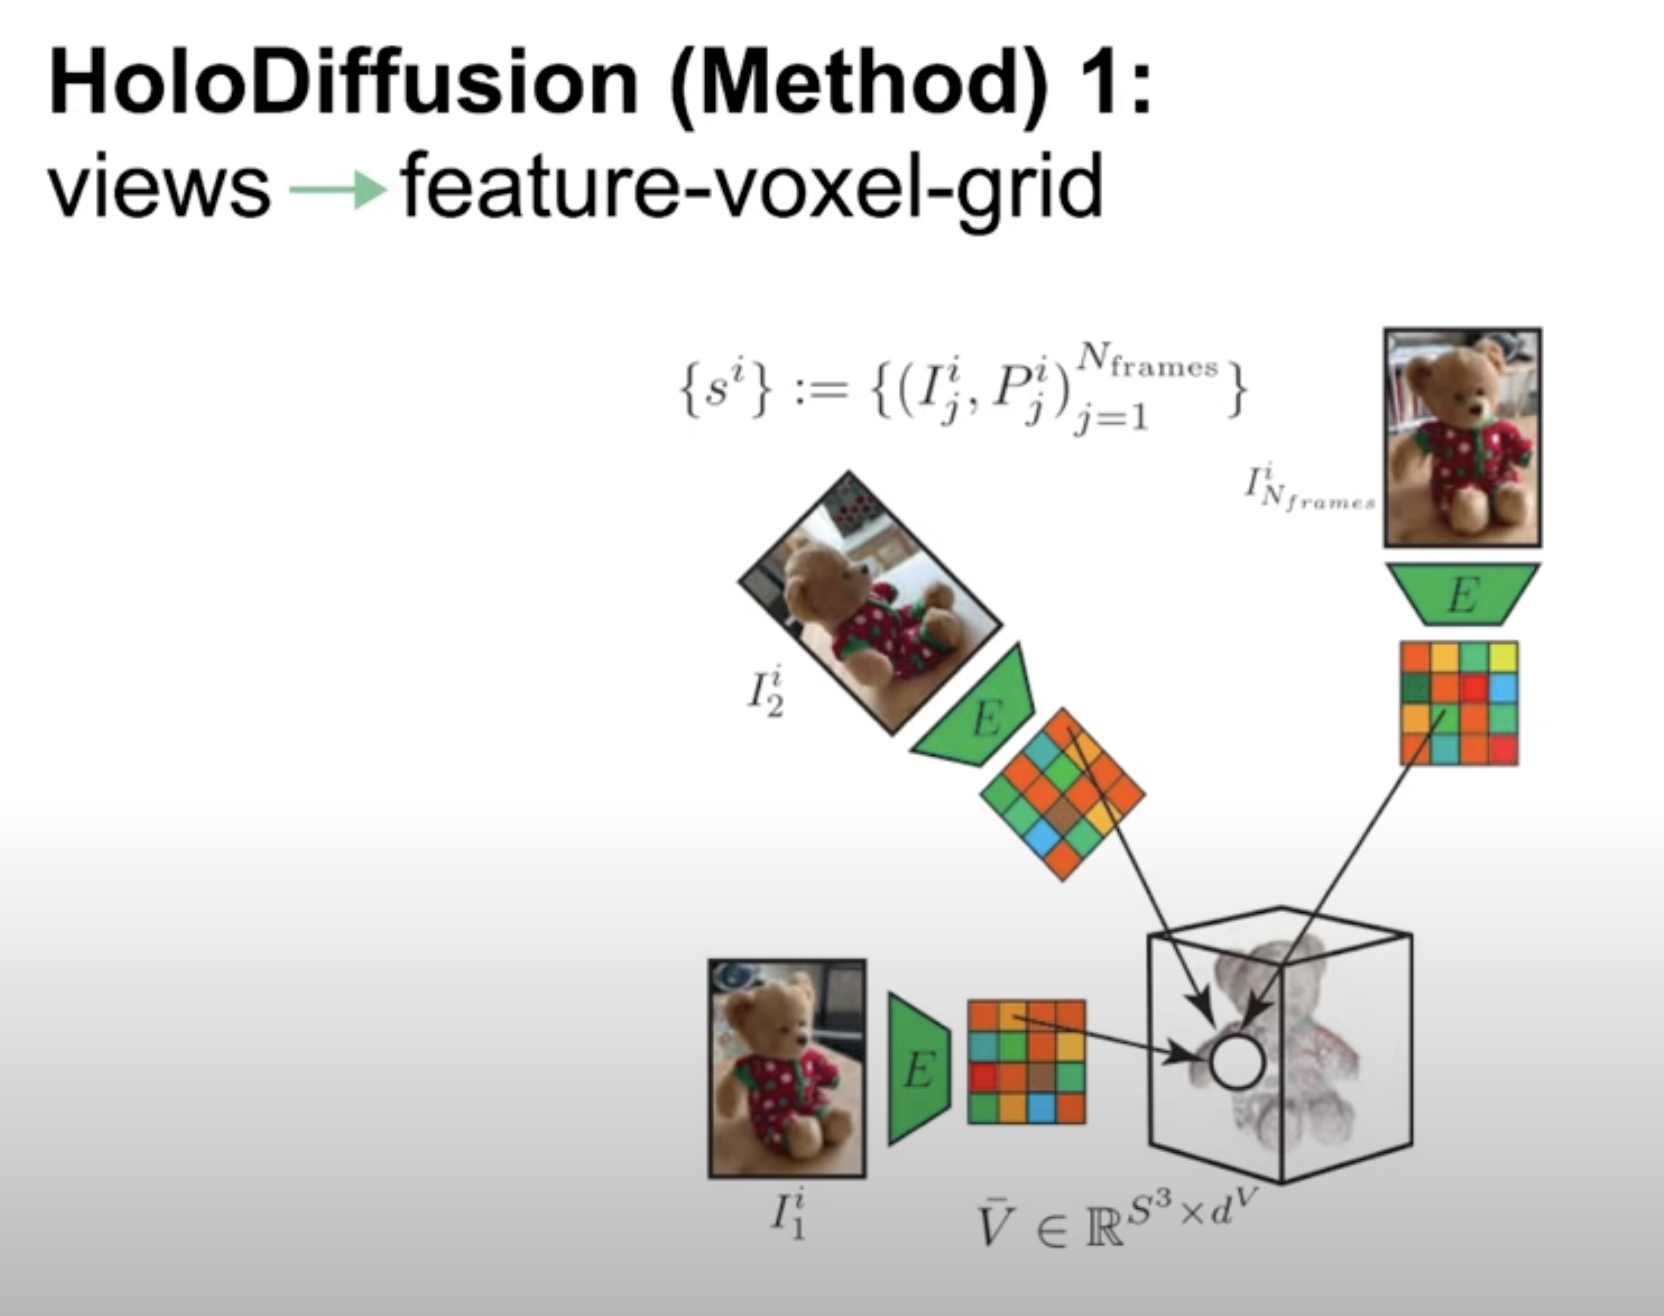 HoloDiffusion (Method) 1:
views → feature-voxel-grid
{s^i} := {(I_j^i, P_j^i)_{j=1}^{N_frames}}
I_{N_frames}^i
E
I_2^i
E
E
I_1^i
V̄ ∈ ℝ^{S^3×d^V}